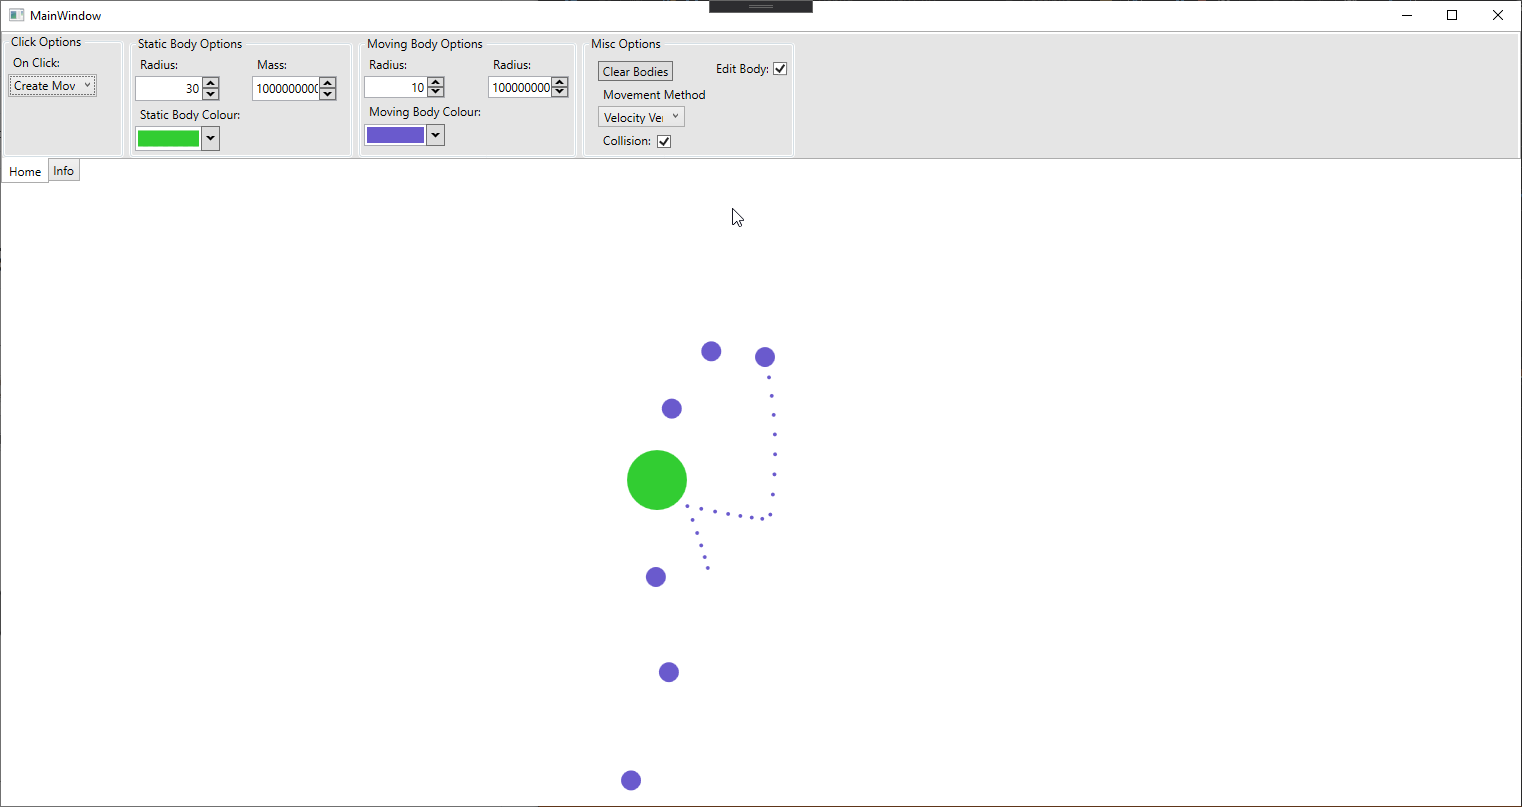 MainWindow
Click Options
On Click:
Create Mov
Static Body Options
Radius:
Mass:
30
1000000000
Static Body Colour:
Moving Body Options
Radius:
Radius:
10
100000000
Moving Body Colour:
Misc Options
Clear Bodies
Edit Body:
Movement Method
Velocity Ve
Collision:
Home
Info